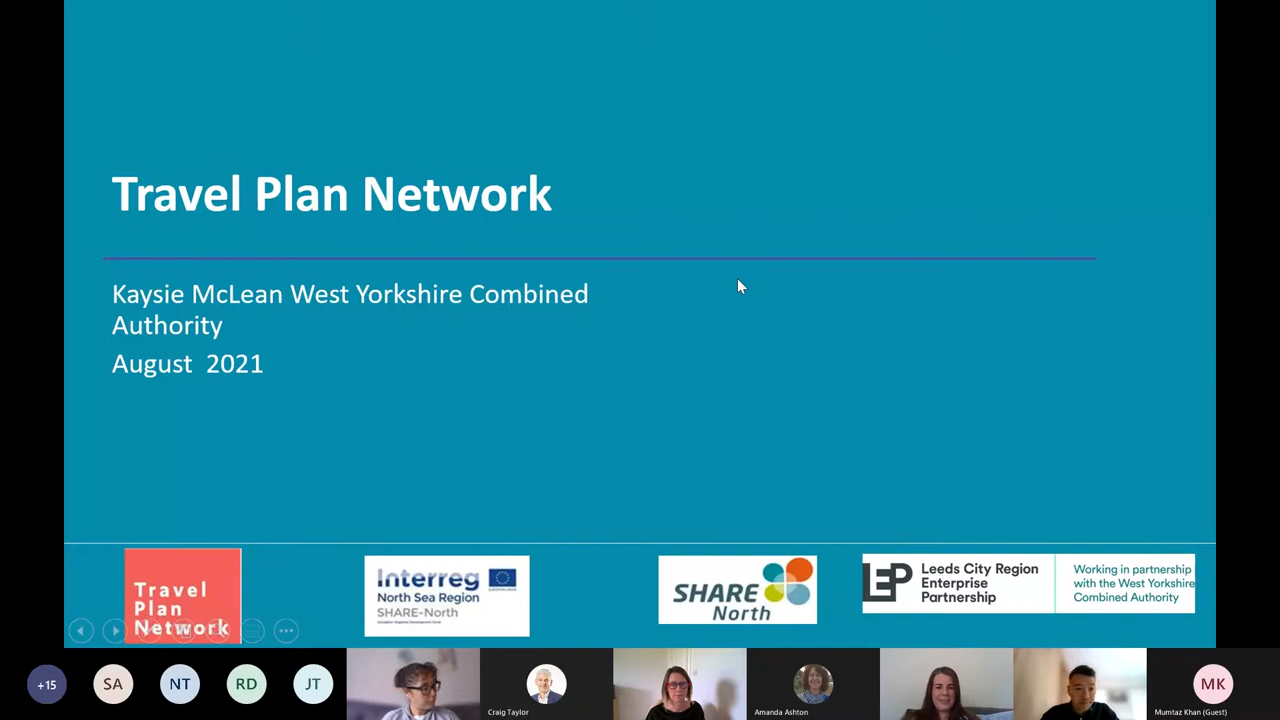 Travel Plan Network
Kaysie McLean West Yorkshire Combined
Authority
August 2021
Travel
Plan
Network
Interreg
North Sea Region
SHARE-North
SHARE
North
LEP
Leeds City Region
Enterprise
Partnership
Working in partnership
with the West Yorkshire
Combined Authority
+15
SA
NT
RD
JT
Craig Taylor
Amanda Ashton
MK
Mumtaz Khan (Guest)